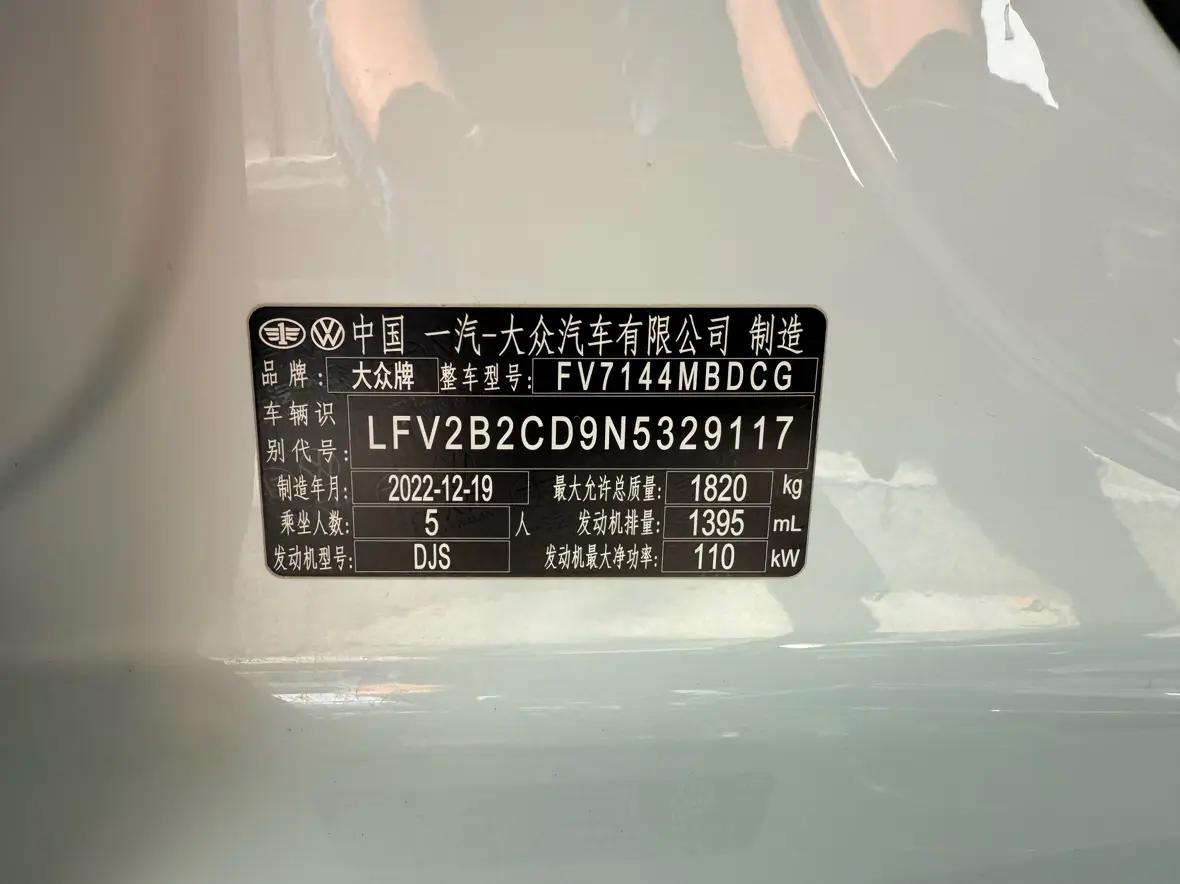 中国 一汽-大众汽车有限公司 制造
品牌: 大众牌 整车型号: FV7144MBDCG
车辆识别代号: LFV2B2CD9N5329117
制造年月: 2022-12-19 最大允许总质量: 1820 kg
乘坐人数: 5 人 发动机排量: 1395 mL
发动机型号: DJS 发动机最大净功率: 110 kW